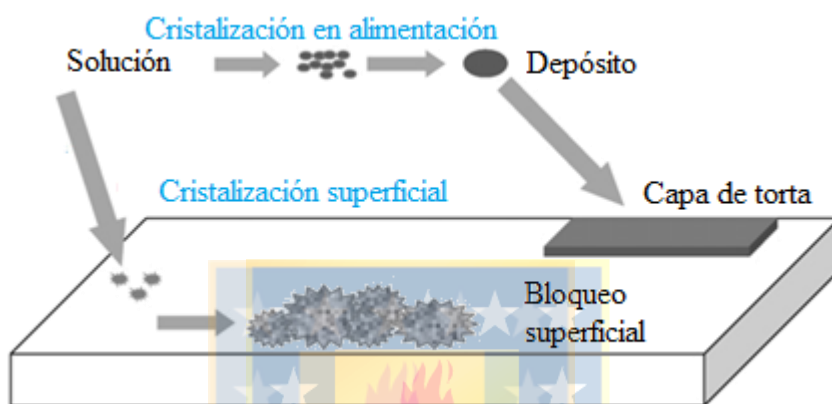 Cristalización en alimentación
Solución
Depósito
Cristalización superficial
Capa de torta
Bloqueo
superficial